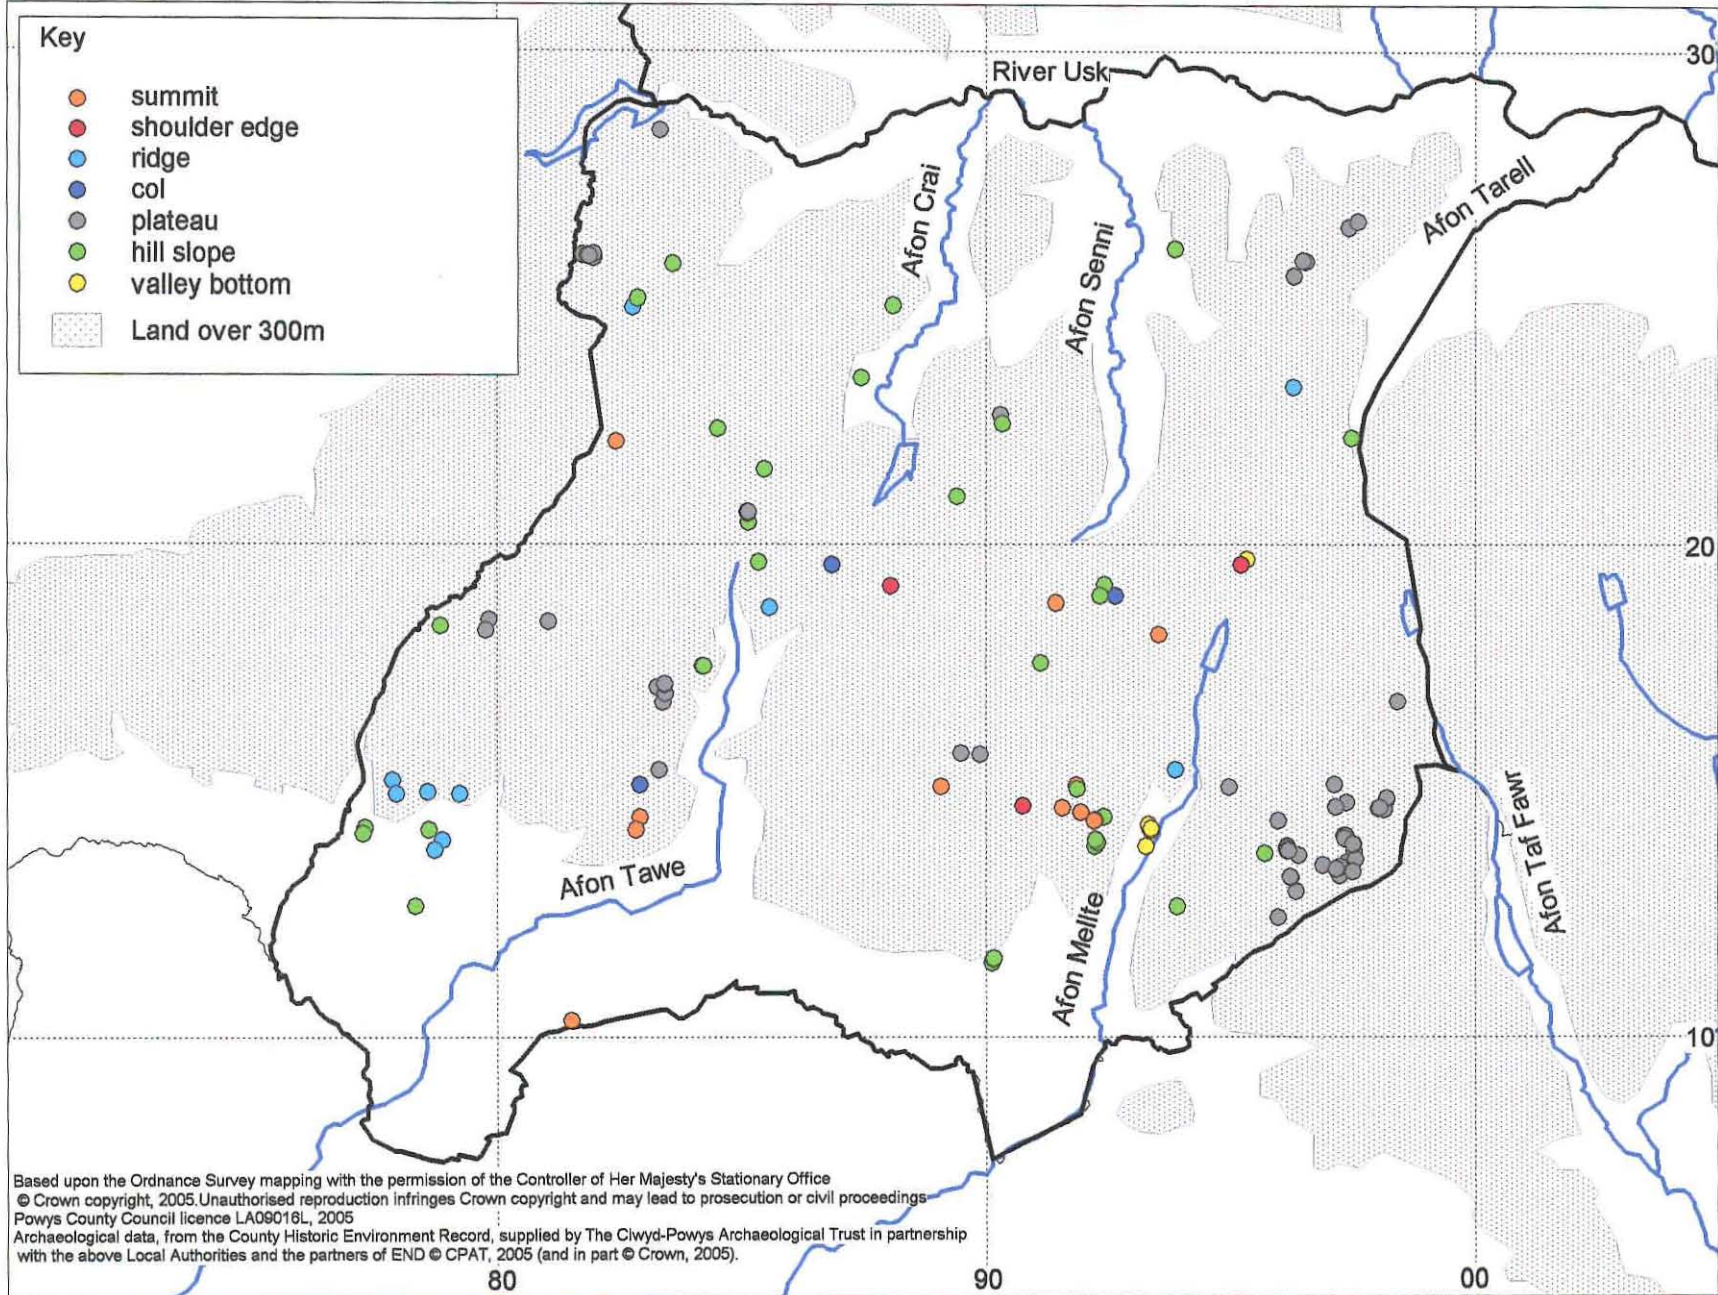 Key
summit
shoulder edge
ridge
col
plateau
hill slope
valley bottom
Land over 300m
River Usk
30
Afon Crai
Afon Senni
Afon Tarell
20
Afon Tawe
Afon Mellte
Afon Taf Fawr
10
Based upon the Ordnance Survey mapping with the permission of the Controller of Her Majesty's Stationary Office
© Crown copyright, 2005.Unauthorised reproduction infringes Crown copyright and may lead to prosecution or civil proceedings
Powys County Council licence LA09016L, 2005
Archaeological data, from the County Historic Environment Record, supplied by The Clwyd-Powys Archaeological Trust in partnership
with the above Local Authorities and the partners of END © CPAT, 2005 (and in part © Crown, 2005).
80
90
00